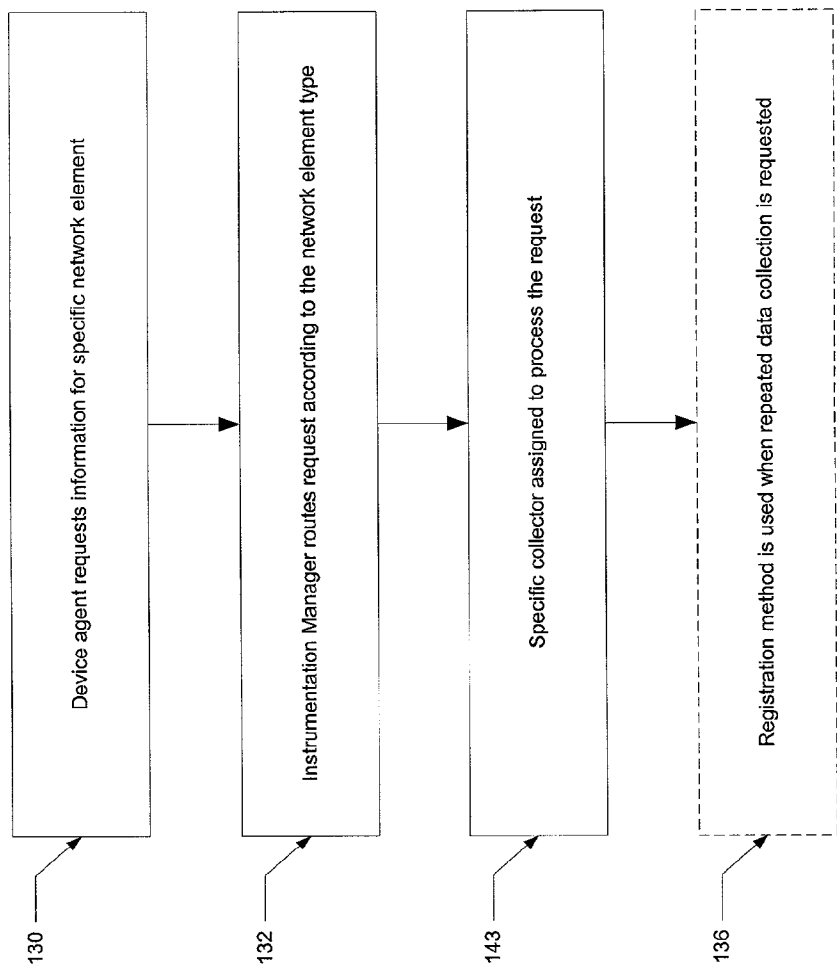 130
Device agent requests information for specific network element
132
Instrumentation Manager routes request according to the network element type
143
Specific collector assigned to process the request
136
Registration method is used when repeated data collection is requested